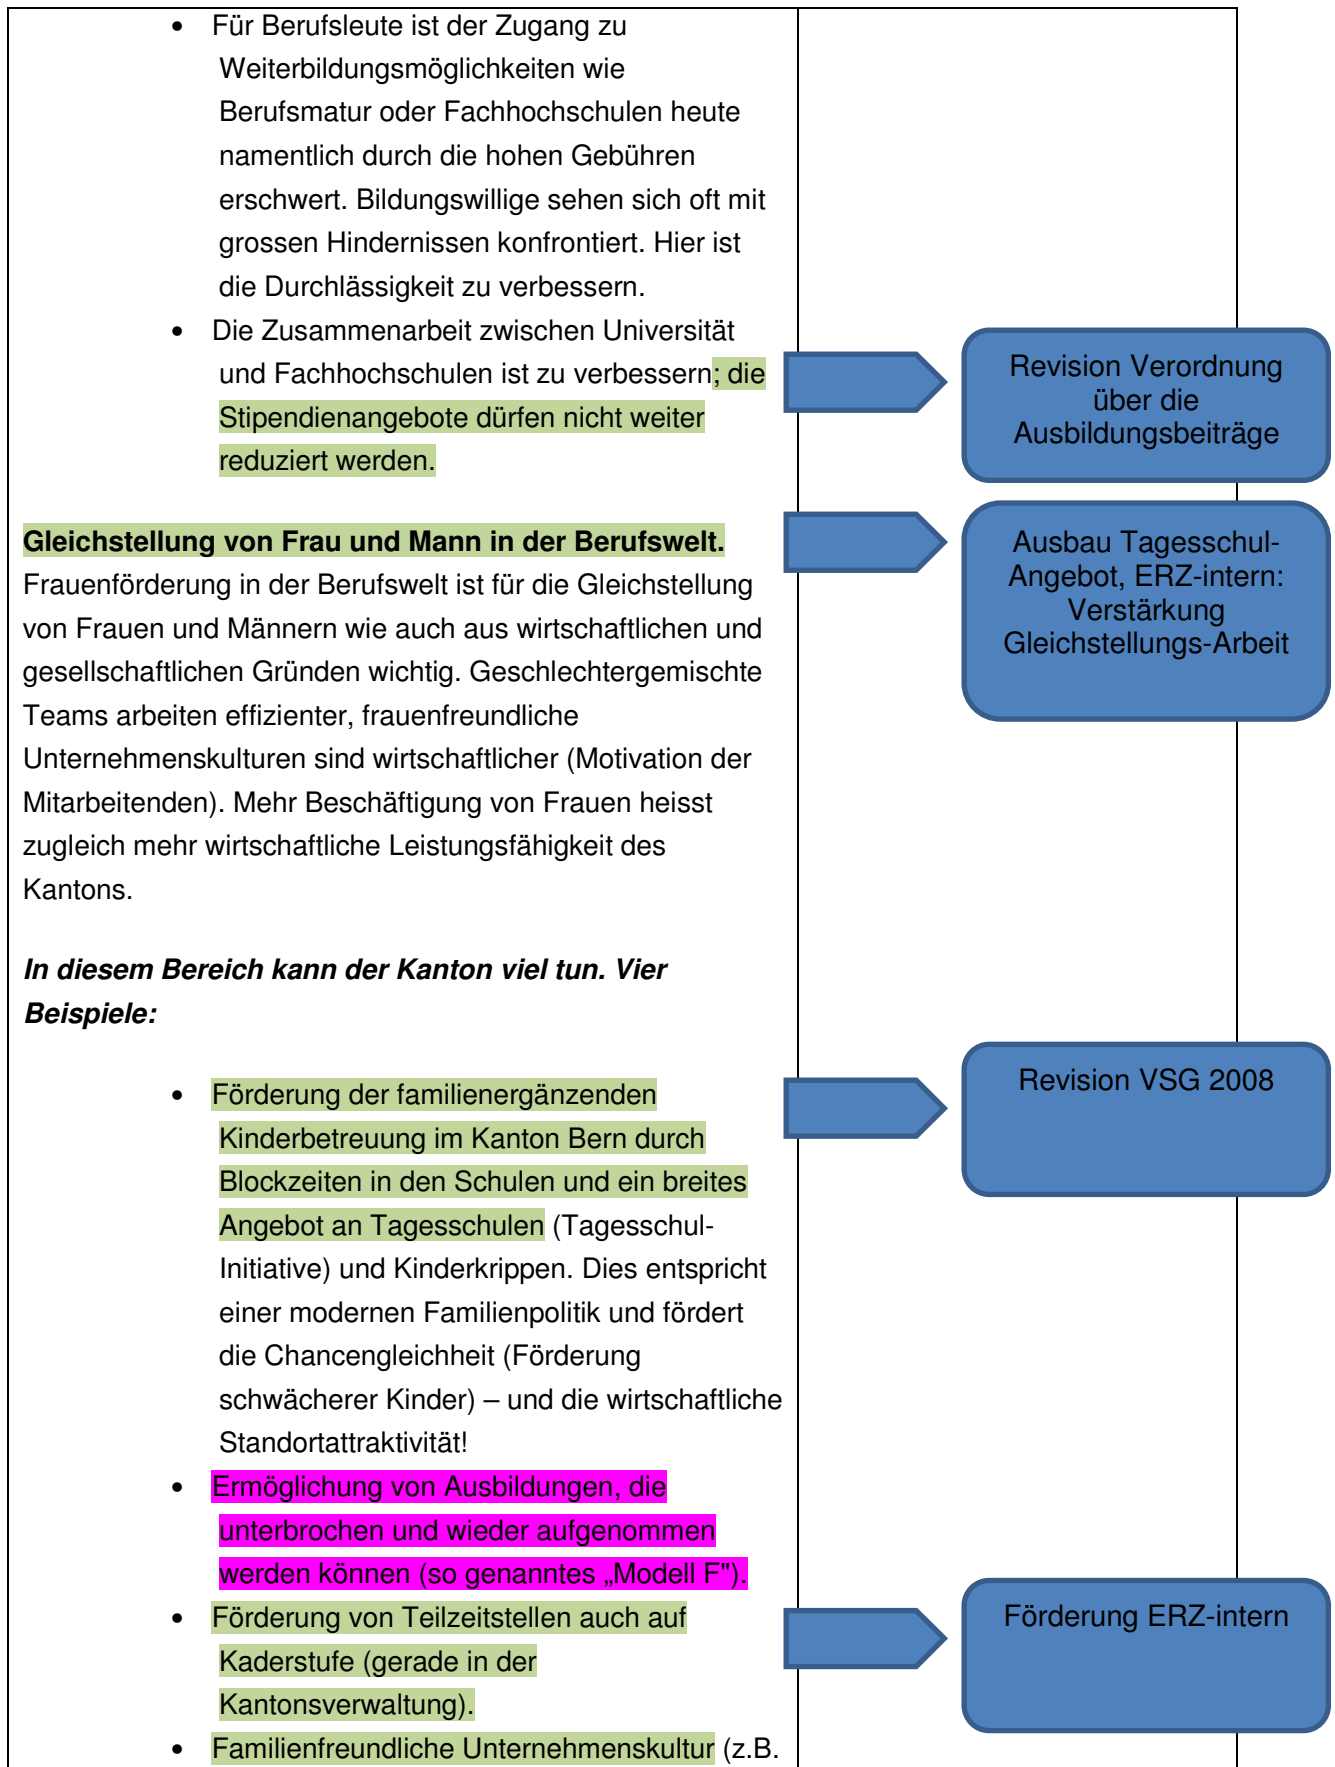 • Für Berufsleute ist der Zugang zu
Weiterbildungsmöglichkeiten wie
Berufsmatur oder Fachhochschulen heute
namentlich durch die hohen Gebühren
erschwert. Bildungswillige sehen sich oft mit
grossen Hindernissen konfrontiert. Hier ist
die Durchlässigkeit zu verbessern.
• Die Zusammenarbeit zwischen Universität
und Fachhochschulen ist zu verbessern; die
Stipendienangebote dürfen nicht weiter
reduziert werden.
Revision Verordnung
über die
Ausbildungsbeiträge
Gleichstellung von Frau und Mann in der Berufswelt.
Frauenförderung in der Berufswelt ist für die Gleichstellung
von Frauen und Männern wie auch aus wirtschaftlichen und
gesellschaftlichen Gründen wichtig. Geschlechtergemischte
Teams arbeiten effizienter, frauenfreundliche
Unternehmenskulturen sind wirtschaftlicher (Motivation der
Mitarbeitenden). Mehr Beschäftigung von Frauen heisst
zugleich mehr wirtschaftliche Leistungsfähigkeit des
Kantons.
Ausbau Tagesschul-
Angebot, ERZ-intern:
Verstärkung
Gleichstellungs-Arbeit
In diesem Bereich kann der Kanton viel tun. Vier
Beispiele:
• Förderung der familienergänzenden
Kinderbetreuung im Kanton Bern durch
Blockzeiten in den Schulen und ein breites
Angebot an Tagesschulen (Tagesschul-
Initiative) und Kinderkrippen. Dies entspricht
einer modernen Familienpolitik und fördert
die Chancengleichheit (Förderung
schwächerer Kinder) – und die wirtschaftliche
Standortattraktivität!
Revision VSG 2008
• Ermöglichung von Ausbildungen, die
unterbrochen und wieder aufgenommen
werden können (so genanntes „Modell F").
• Förderung von Teilzeitstellen auch auf
Kaderstufe (gerade in der
Kantonsverwaltung).
Förderung ERZ-intern
• Familienfreundliche Unternehmenskultur (z.B.